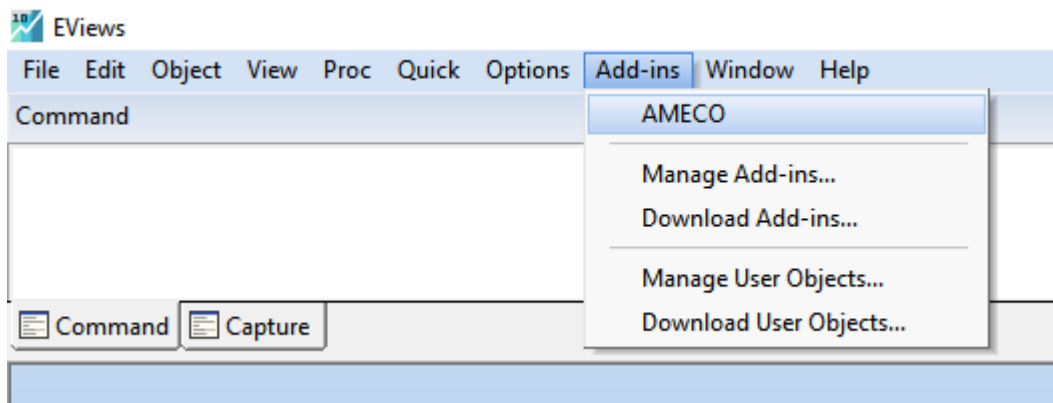 10 EViews
File Edit Object View Proc Quick Options Add-ins Window Help
Command
AMECO
Manage Add-ins...
Download Add-ins...
Manage User Objects...
Download User Objects...
Command Capture